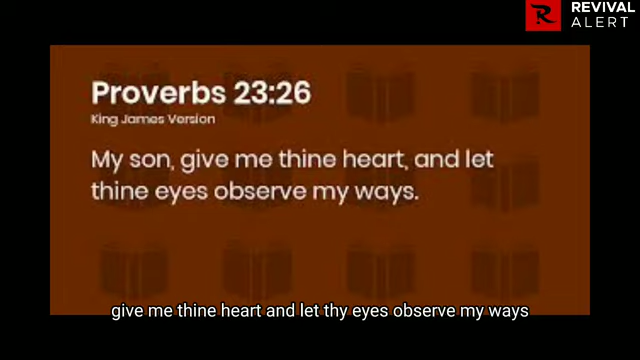 REVIVAL
ALERT
Proverbs 23:26
King James Version
My son, give me thine heart, and let
thine eyes observe my ways.
give me thine heart and let thy eyes observe my ways